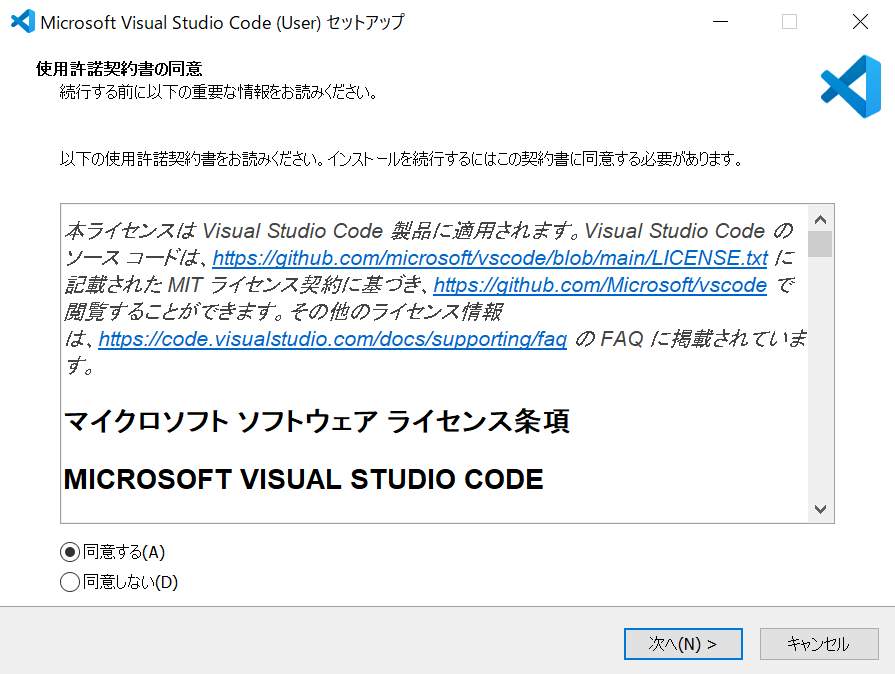 Microsoft Visual Studio Code (User) セットアップ
使用許諾契約書の同意
続行する前に以下の重要な情報をお読みください。
以下の使用許諾契約書をお読みください。インストールを続行するにはこの契約書に同意する必要があります。
本ライセンスは Visual Studio Code 製品に適用されます。Visual Studio Code の
ソース コードは、https://github.com/microsoft/vscode/blob/main/LICENSE.txt に
記載された MIT ライセンス契約に基づき、https://github.com/Microsoft/vscode で
閲覧することができます。その他のライセンス情報
は、https://code.visualstudio.com/docs/supporting/faq の FAQ に掲載されていま
す。
マイクロソフト ソフトウェア ライセンス条項
MICROSOFT VISUAL STUDIO CODE
同意する(A)
同意しない(D)
次へ(N) >
キャンセル